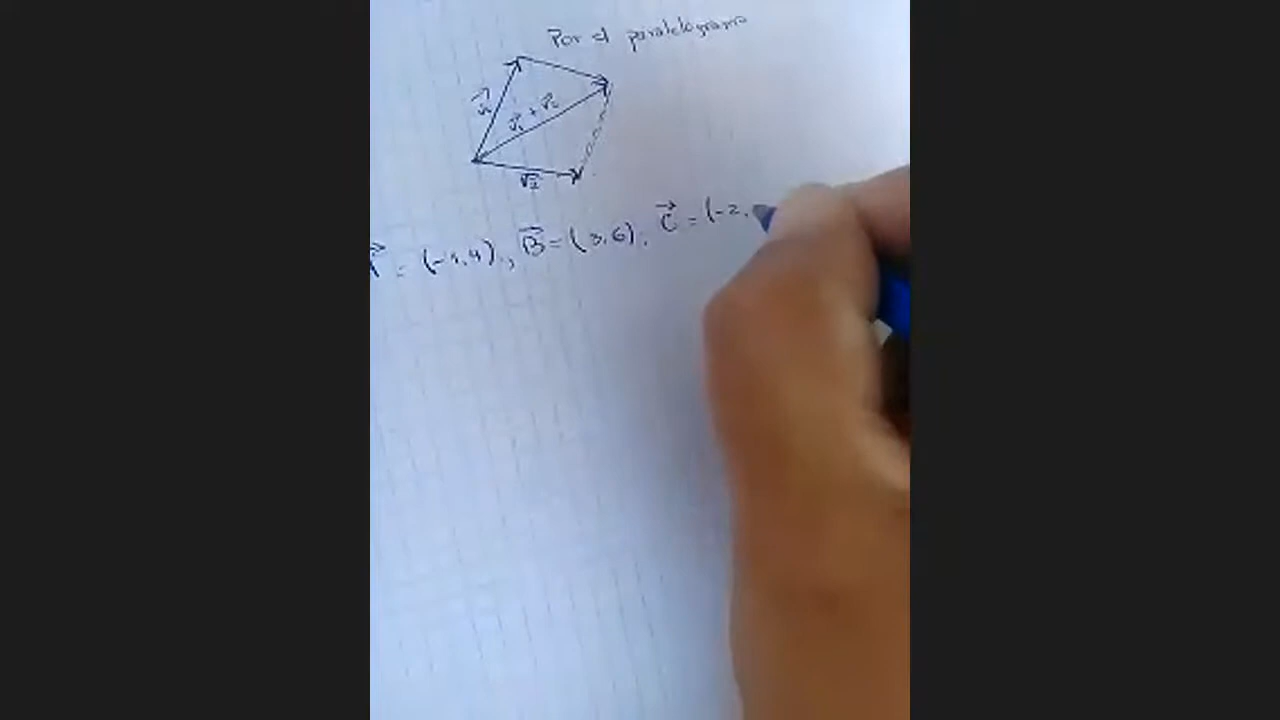 Por el paralelogramo
V₁
V₁ + V₂
V₂
= (-1,4), B = (3,6), C = (-2,